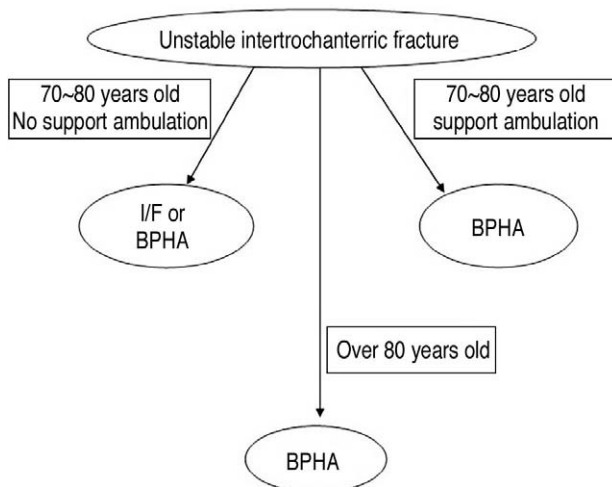 Unstable intertrochanterric fracture
70~80 years old
No support ambulation
70~80 years old
support ambulation
I/F or
BPHA
BPHA
Over 80 years old
BPHA